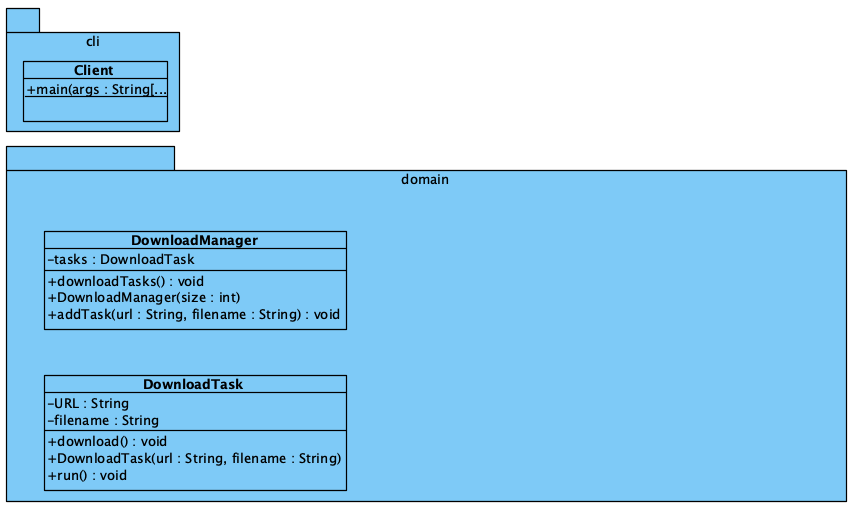 cli
Client
+main(args : String[...
domain
DownloadManager
-tasks : DownloadTask
+downloadTasks() : void
+DownloadManager(size : int)
+addTask(url : String, filename : String) : void
DownloadTask
-URL : String
-filename : String
+download() : void
+DownloadTask(url : String, filename : String)
+run() : void